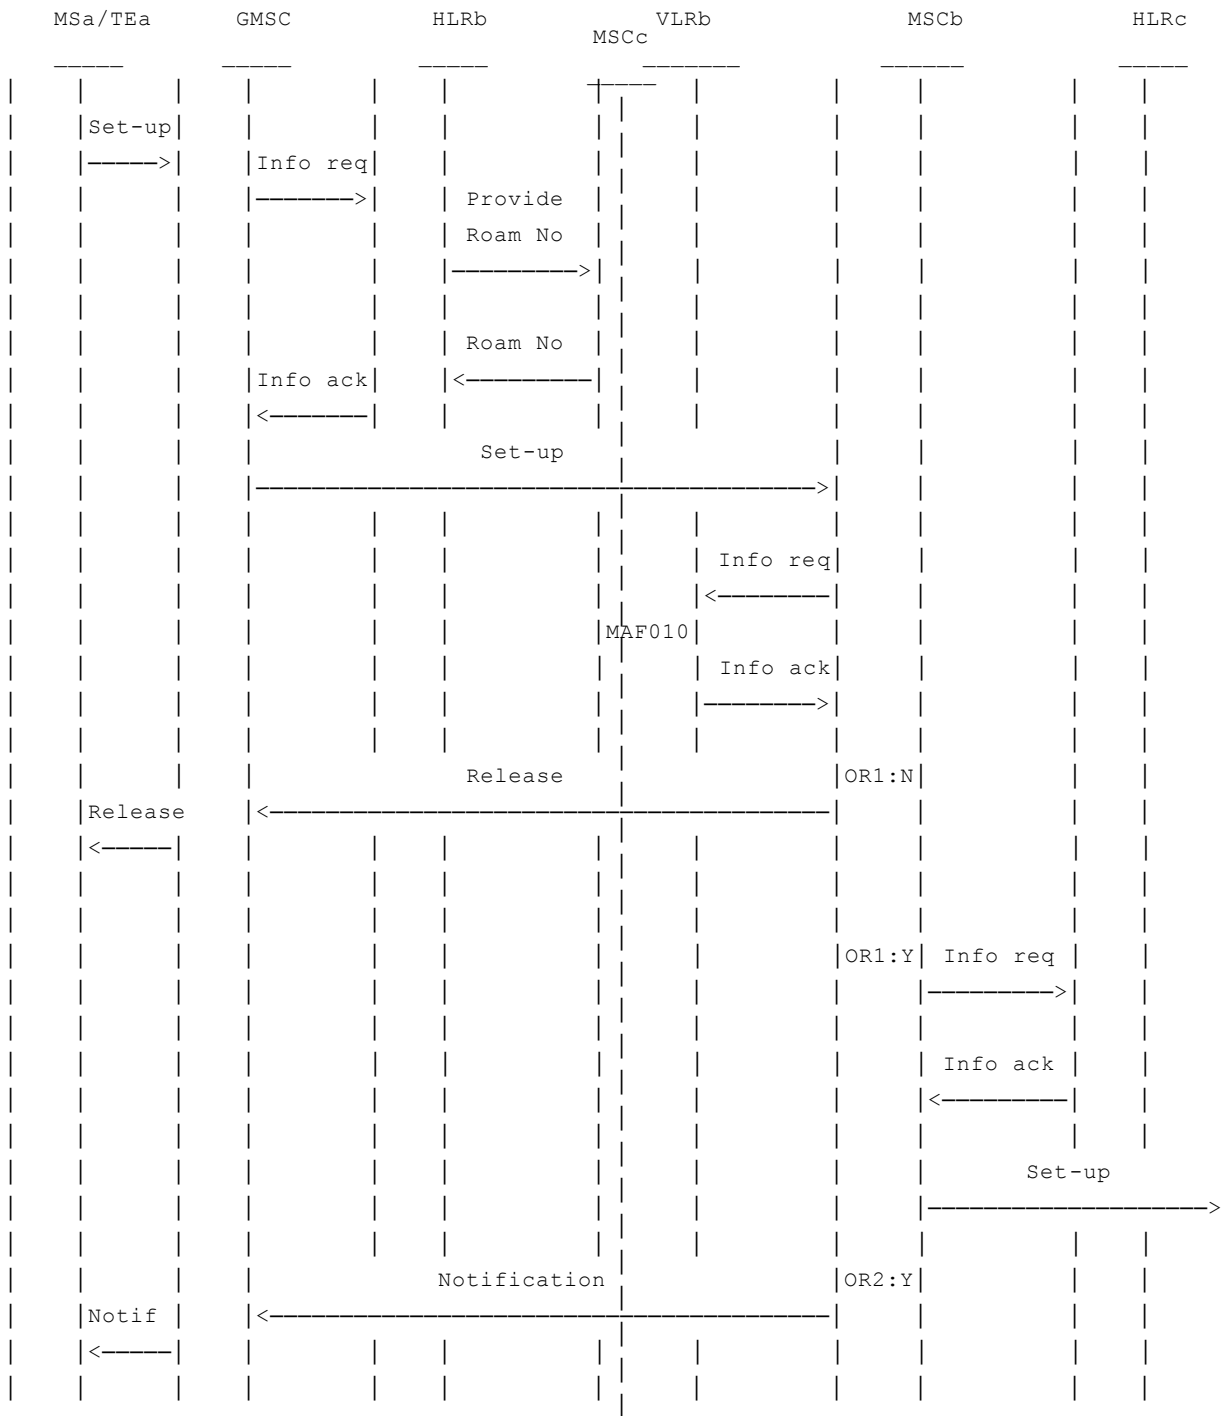 MSa/TEa GMSC HLRb VLRb MSCb HLRc
MSCc
Set-up
Info req
Provide
Roam No
Roam No
Info ack
Set-up
Info req
MAF010
Info ack
Release OR1:N
Release
OR1:Y Info req
Info ack
Set-up
Notification OR2:Y
Notif